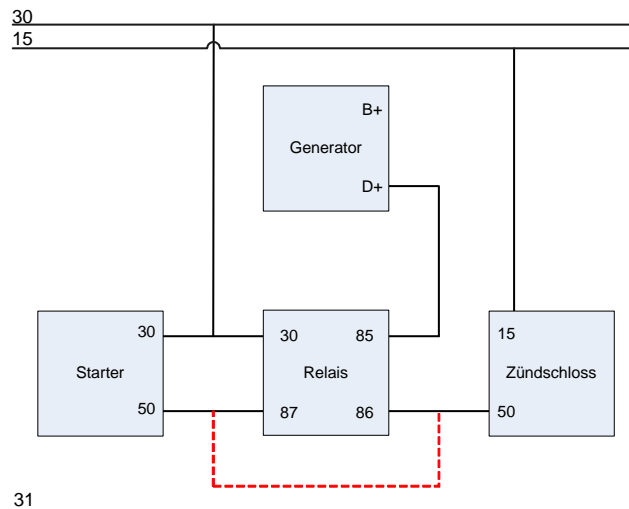 30
15
B+
Generator
D+
30
30
85
15
Starter
Relais
Zündschloss
50
87
86
50
31